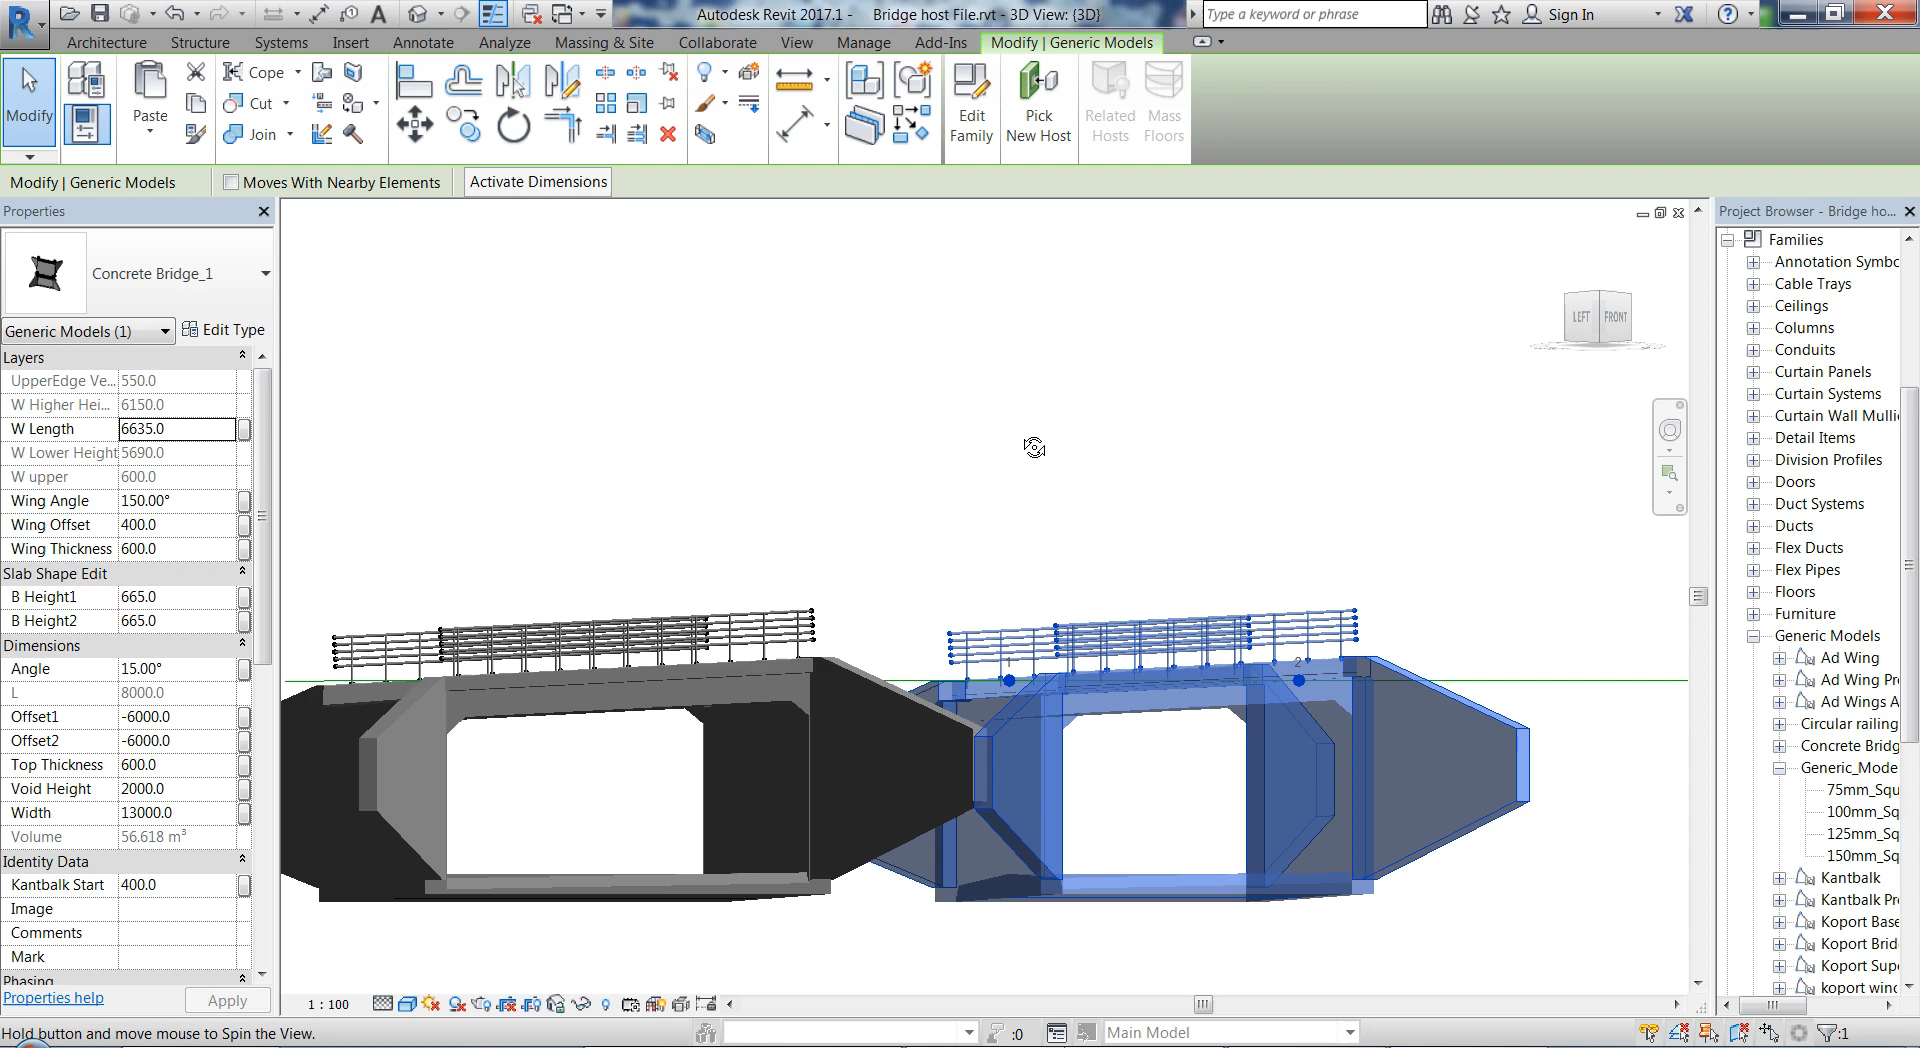 Autodesk Revit 2017.1 - Bridge host File.rvt - 3D View: {3D}
Type a keyword or phrase
Sign In
Architecture Structure Systems Insert Annotate Analyze Massing & Site Collaborate View Manage Add-Ins Modify | Generic Models
Modify
Paste
Cope
Cut
Join
Edit Family
Pick New Host
Related Hosts
Mass Floors
Modify | Generic Models
Moves With Nearby Elements
Activate Dimensions
Properties
Concrete Bridge_1
Generic Models (1)
Edit Type
Layers
UpperEdge Ve... 550.0
W Higher Hei... 6150.0
W Length 6635.0
W Lower Height 5690.0
W upper 600.0
Wing Angle 150.00°
Wing Offset 400.0
Wing Thickness 600.0
Slab Shape Edit
B Height1 665.0
B Height2 665.0
Dimensions
Angle 15.00°
L 8000.0
Offset1 -6000.0
Offset2 -6000.0
Top Thickness 600.0
Void Height 2000.0
Width 13000.0
Volume 56.618 m³
Identity Data
Kantbalk Start 400.0
Image
Comments
Mark
Phasing
Properties help
Apply
LEFT
FRONT
1
2
1 : 100
Project Browser - Bridge ho...
Families
Annotation Symbo
Cable Trays
Ceilings
Columns
Conduits
Curtain Panels
Curtain Systems
Curtain Wall Mulli
Detail Items
Division Profiles
Doors
Duct Systems
Ducts
Flex Ducts
Flex Pipes
Floors
Furniture
Generic Models
Ad Wing
Ad Wing Pr
Ad Wings A
Circular railing
Concrete Bridg
Generic_Mode
75mm_Squ
100mm_Sq
125mm_Sq
150mm_Sq
Kantbalk
Kantbalk Pr
Koport Base
Koport Brid
Koport Sup
koport winc
Hold button and move mouse to Spin the View.
:0
Main Model
:1